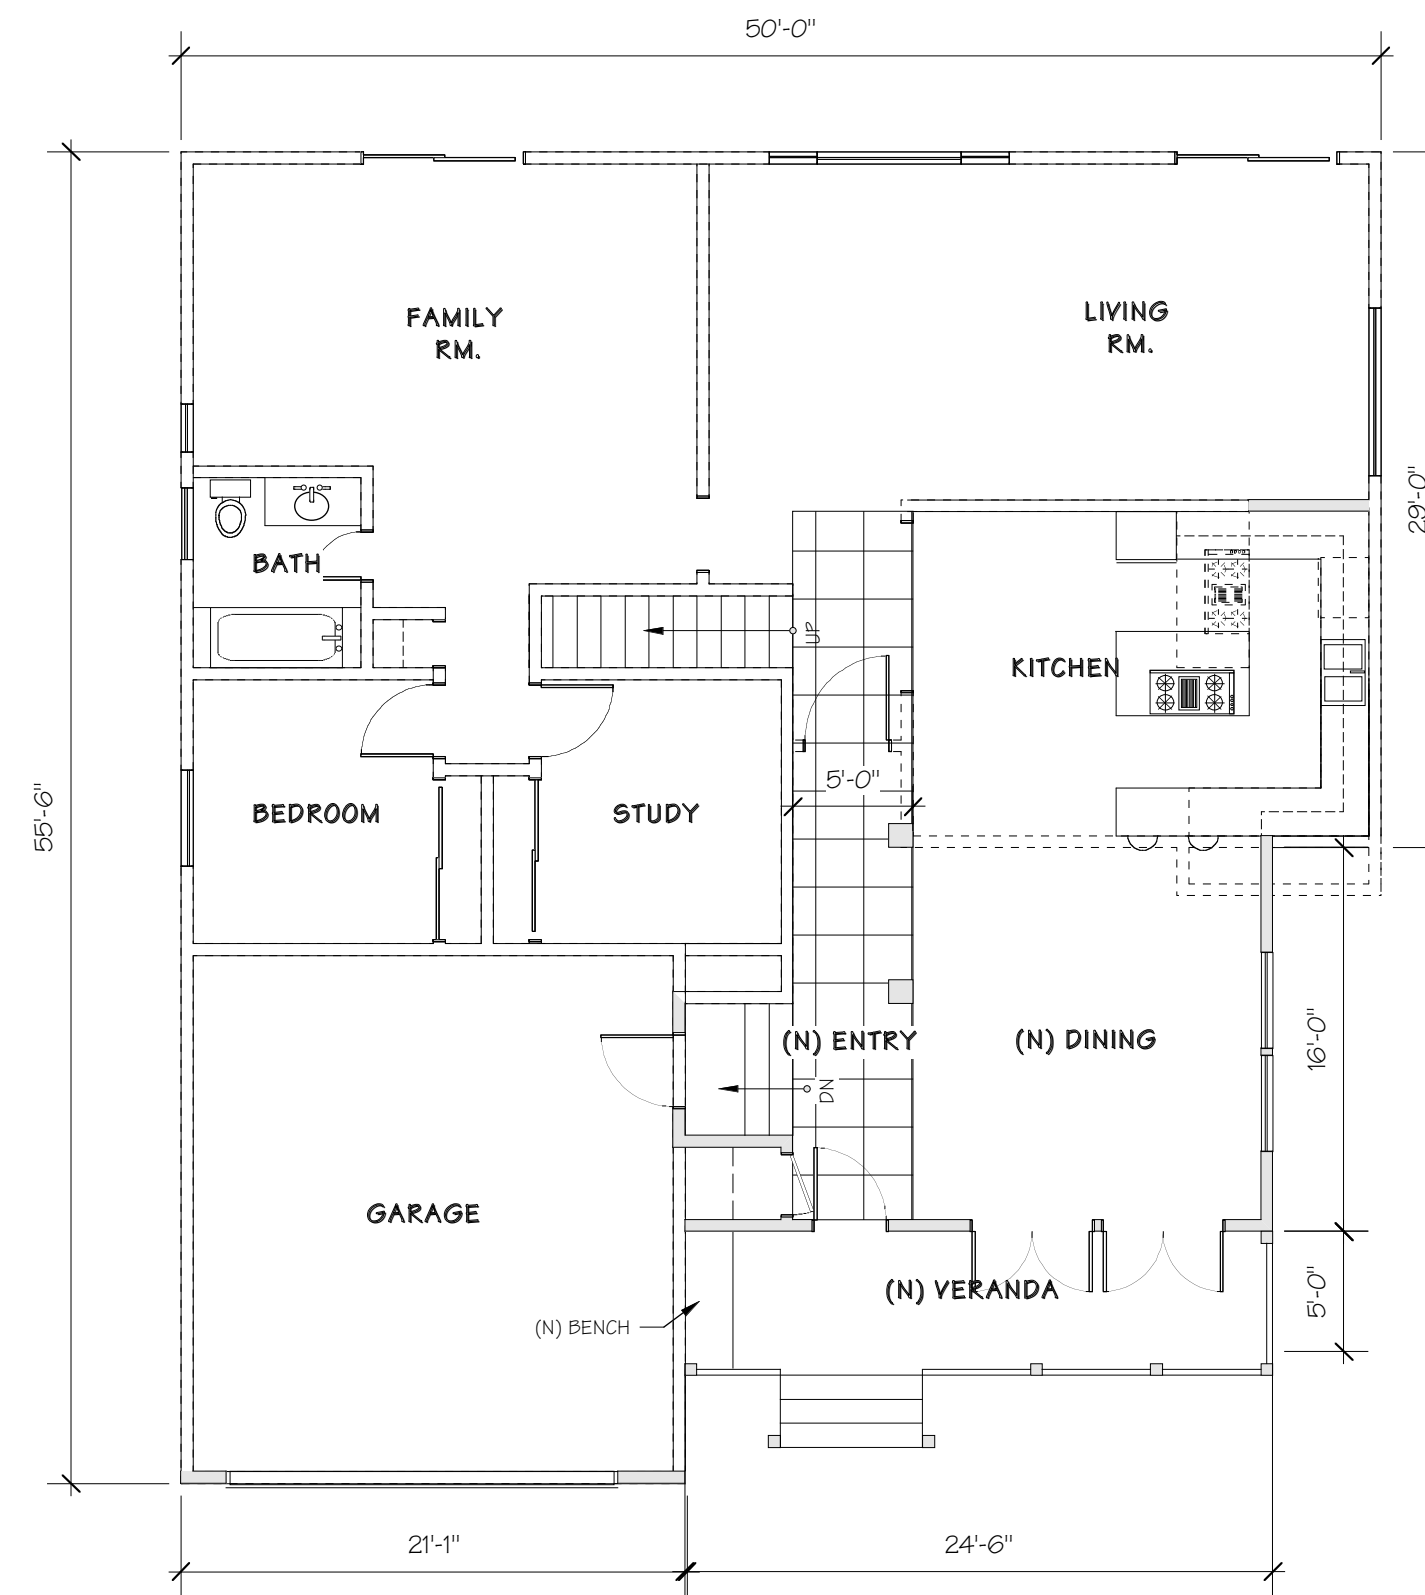 50'-0"
FAMILY
RM.
LIVING
RM.
29'-0"
BATH
UP
KITCHEN
5'-0"
55'-6"
BEDROOM
STUDY
(N) ENTRY
(N) DINING
16'-0"
DN
GARAGE
(N) VERANDA
5'-0"
(N) BENCH
21'-1"
24'-6"